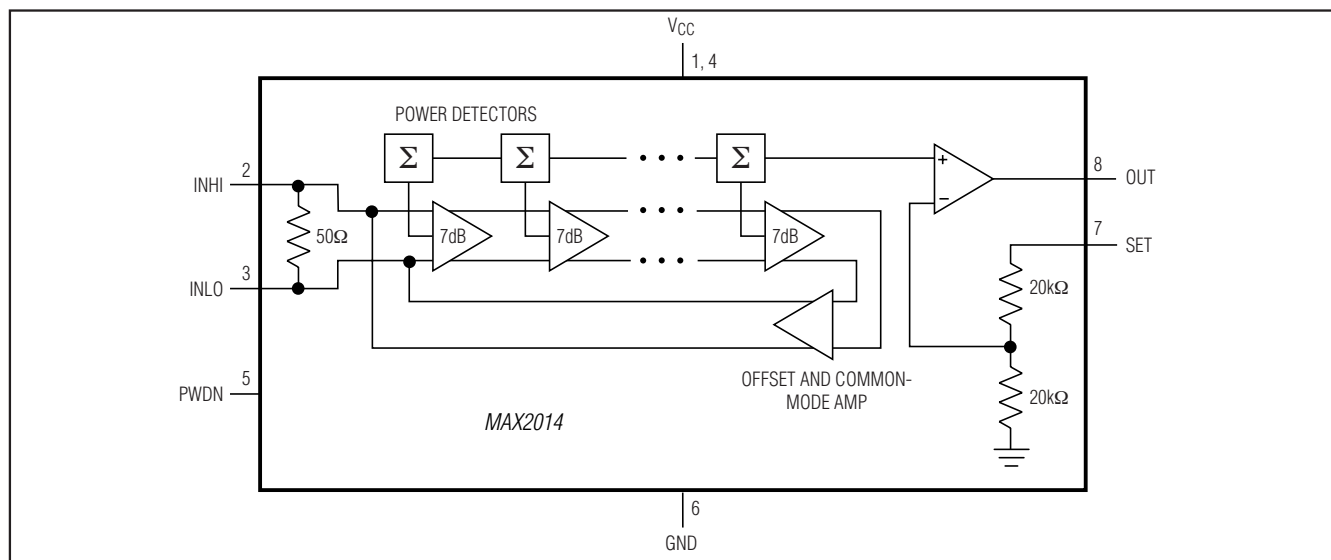 VCC
1, 4
POWER DETECTORS
Σ Σ Σ
2
INHI
50Ω
3
INLO
7dB 7dB 7dB
+
−
8
OUT
7
SET
20kΩ
20kΩ
OFFSET AND COMMON-
MODE AMP
5
PWDN
MAX2014
6
GND